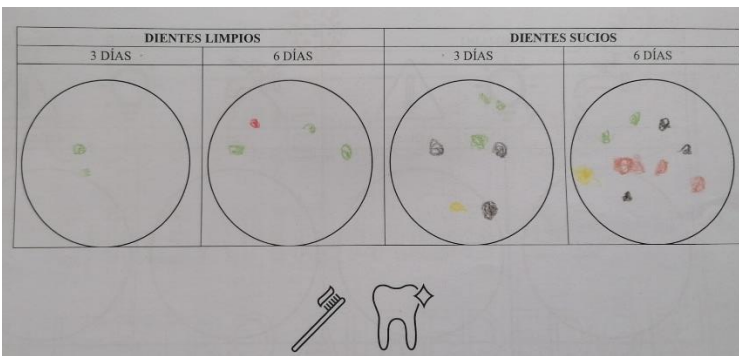 DIENTES LIMPIOS DIENTES SUCIOS
3 DÍAS 6 DÍAS 3 DÍAS 6 DÍAS